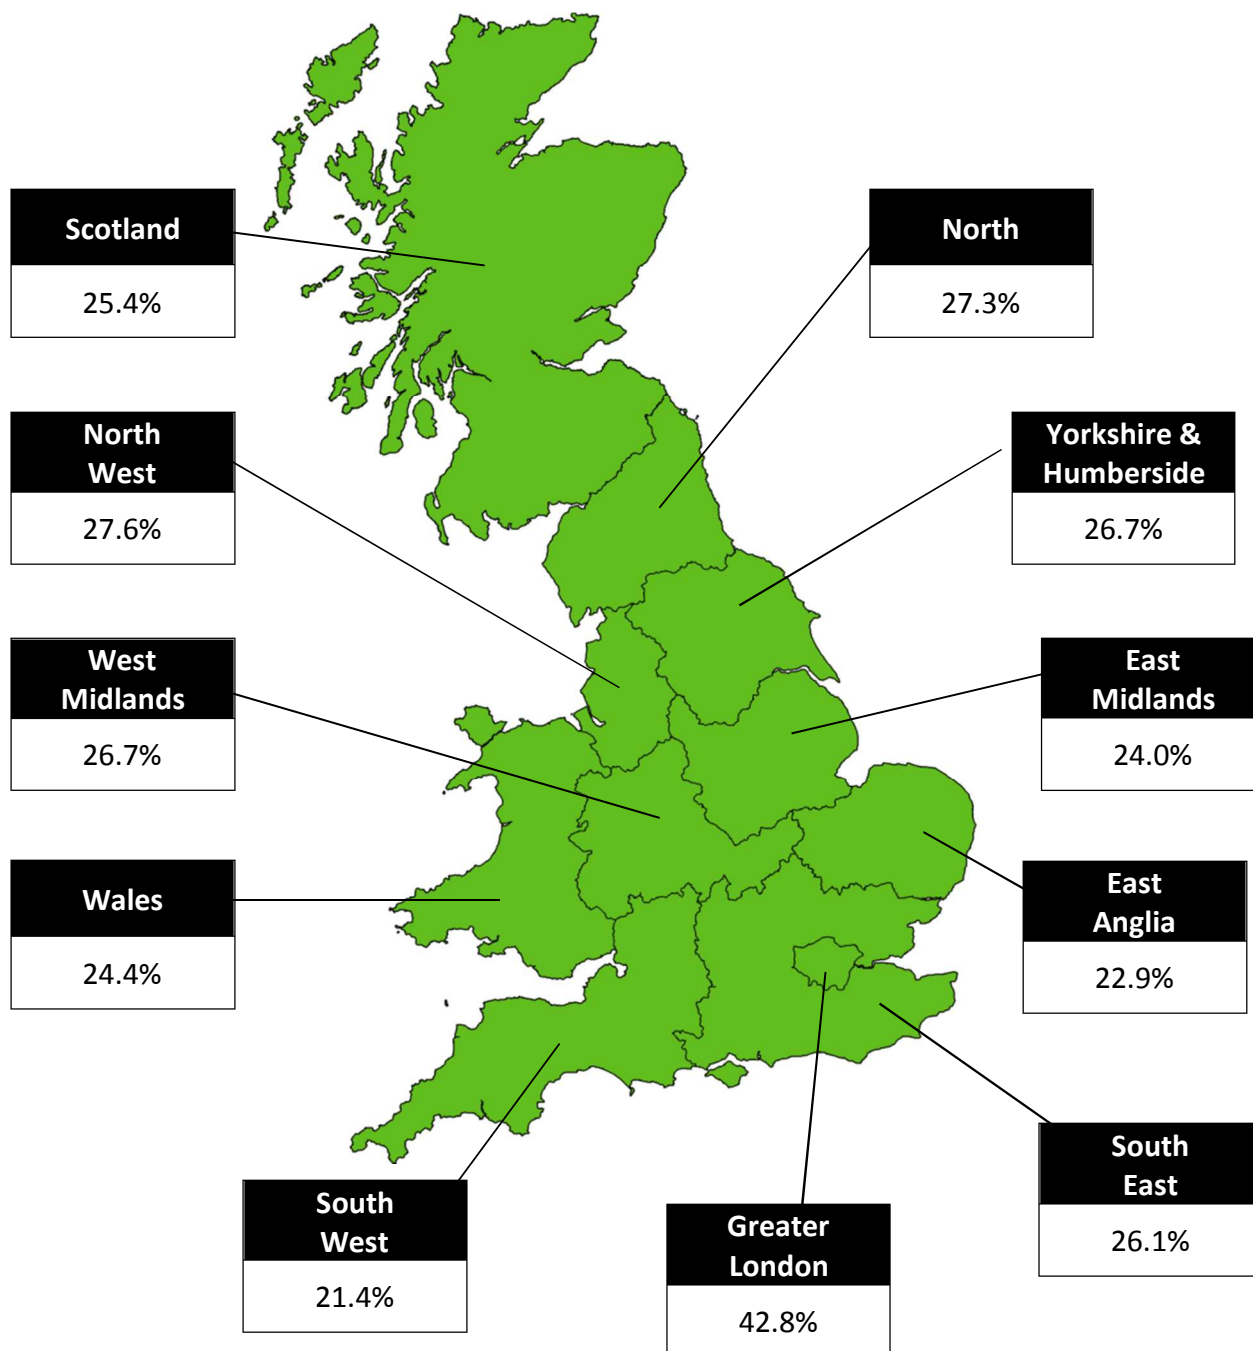 Scotland
25.4%
North
27.3%
North
West
27.6%
Yorkshire &
Humberside
26.7%
West
Midlands
26.7%
East
Midlands
24.0%
Wales
24.4%
East
Anglia
22.9%
South
West
21.4%
Greater
London
42.8%
South
East
26.1%